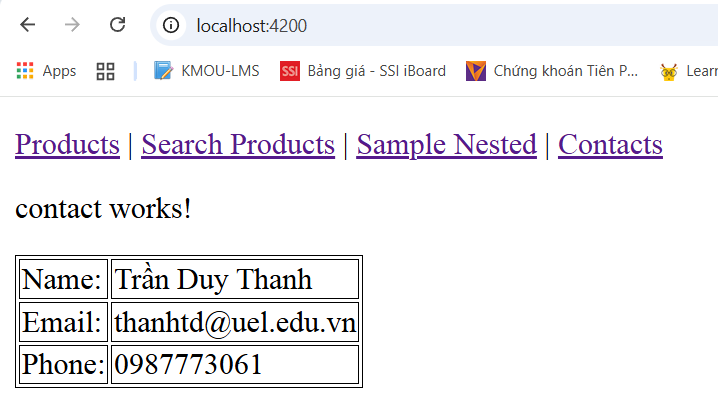 localhost:4200
Apps KMOU-LMS SSI Bảng giá - SSI iBoard Chứng khoán Tiên P... Lear
Products | Search Products | Sample Nested | Contacts
contact works!
Name: Trần Duy Thanh
Email: thanhtd@uel.edu.vn
Phone: 0987773061